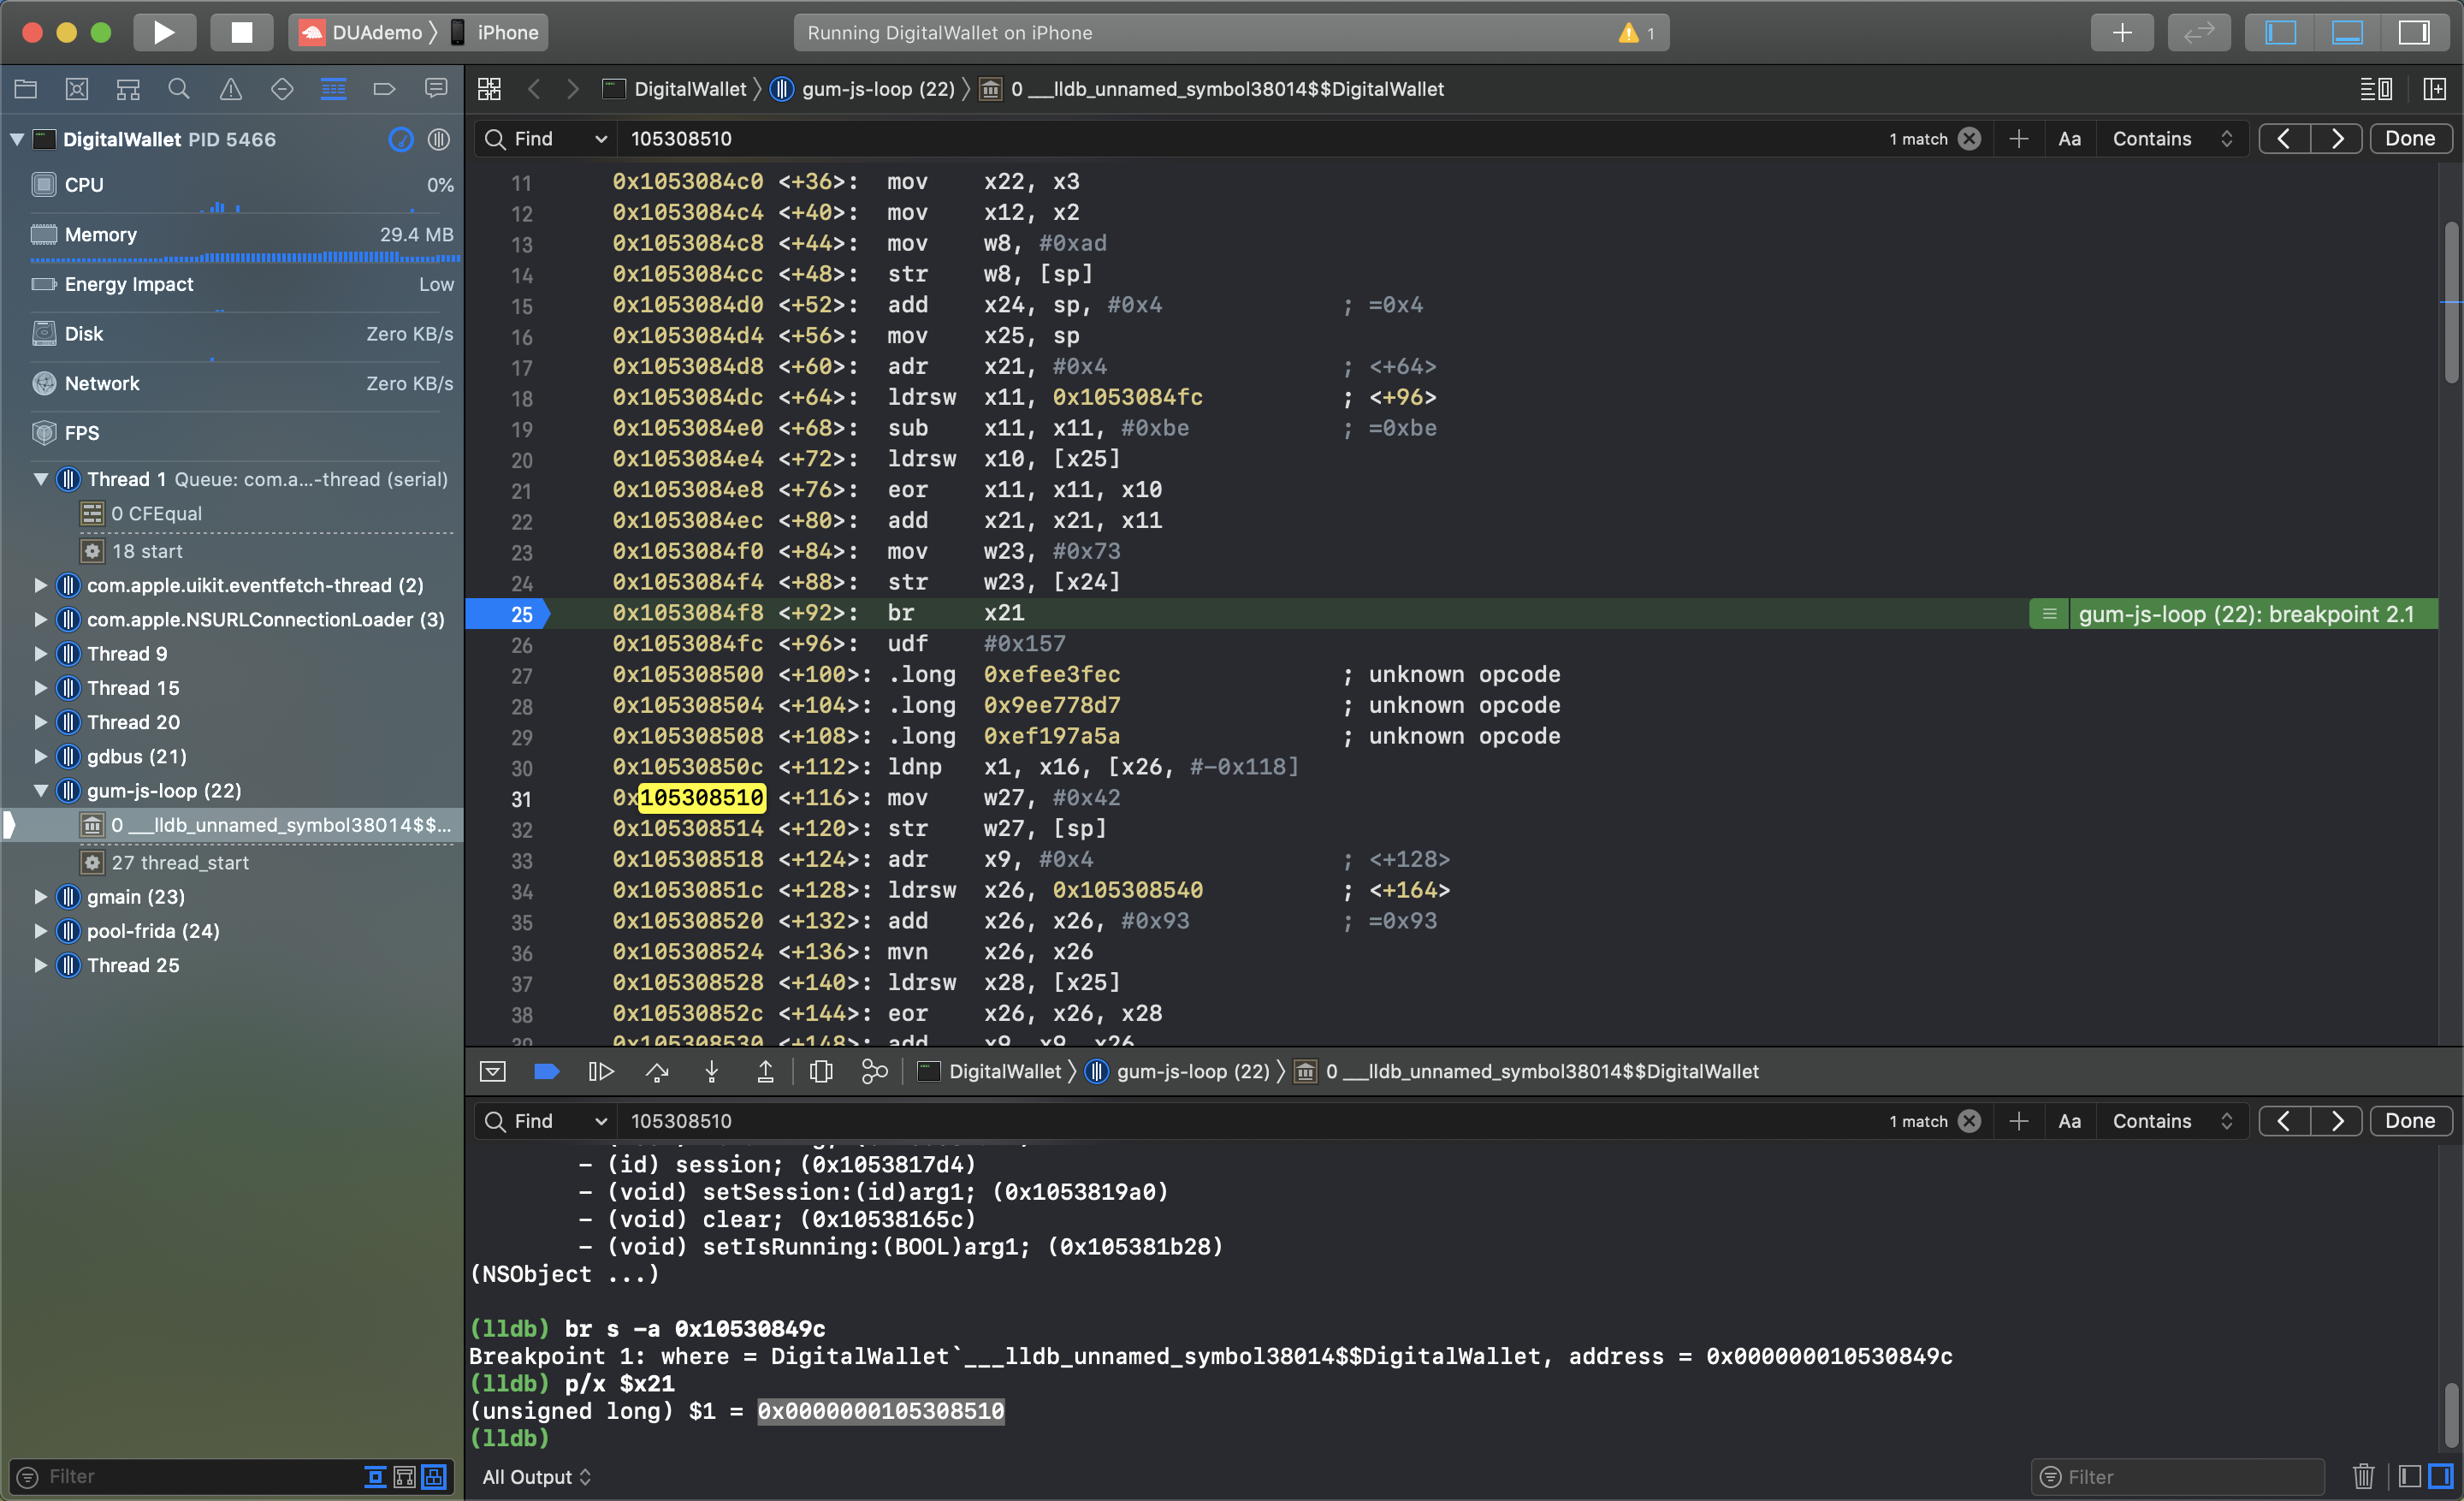 DUAdemo 〉 iPhone
Running DigitalWallet on iPhone
1
DigitalWallet 〉 gum-js-loop (22) 〉 0 ___lldb_unnamed_symbol38014$$DigitalWallet
DigitalWallet PID 5466
CPU 0%
Memory 29.4 MB
Energy Impact Low
Disk Zero KB/s
Network Zero KB/s
FPS
Thread 1 Queue: com.a...-thread (serial)
0 CFEqual
18 start
com.apple.uikit.eventfetch-thread (2)
com.apple.NSURLConnectionLoader (3)
Thread 9
Thread 15
Thread 20
gdbus (21)
gum-js-loop (22)
0 ___lldb_unnamed_symbol38014$$...
27 thread_start
gmain (23)
pool-frida (24)
Thread 25
Filter
Find 105308510 1 match Aa Contains Done
11 0x1053084c0 <+36>: mov x22, x3
12 0x1053084c4 <+40>: mov x12, x2
13 0x1053084c8 <+44>: mov w8, #0xad
14 0x1053084cc <+48>: str w8, [sp]
15 0x1053084d0 <+52>: add x24, sp, #0x4 ; =0x4
16 0x1053084d4 <+56>: mov x25, sp
17 0x1053084d8 <+60>: adr x21, #0x4 ; <+64>
18 0x1053084dc <+64>: ldrsw x11, 0x1053084fc ; <+96>
19 0x1053084e0 <+68>: sub x11, x11, #0xbe ; =0xbe
20 0x1053084e4 <+72>: ldrsw x10, [x25]
21 0x1053084e8 <+76>: eor x11, x11, x10
22 0x1053084ec <+80>: add x21, x21, x11
23 0x1053084f0 <+84>: mov w23, #0x73
24 0x1053084f4 <+88>: str w23, [x24]
25 0x1053084f8 <+92>: br x21 gum-js-loop (22): breakpoint 2.1
26 0x1053084fc <+96>: udf #0x157
27 0x105308500 <+100>: .long 0xefee3fec ; unknown opcode
28 0x105308504 <+104>: .long 0x9ee778d7 ; unknown opcode
29 0x105308508 <+108>: .long 0xef197a5a ; unknown opcode
30 0x10530850c <+112>: ldnp x1, x16, [x26, #-0x118]
31 0x105308510 <+116>: mov w27, #0x42
32 0x105308514 <+120>: str w27, [sp]
33 0x105308518 <+124>: adr x9, #0x4 ; <+128>
34 0x10530851c <+128>: ldrsw x26, 0x105308540 ; <+164>
35 0x105308520 <+132>: add x26, x26, #0x93 ; =0x93
36 0x105308524 <+136>: mvn x26, x26
37 0x105308528 <+140>: ldrsw x28, [x25]
38 0x10530852c <+144>: eor x26, x26, x28
39 0x105308530 <+148>: add x9, x9, x26
DigitalWallet 〉 gum-js-loop (22) 〉 0 ___lldb_unnamed_symbol38014$$DigitalWallet
Find 105308510 1 match Aa Contains Done
- (id) session; (0x1053817d4)
- (void) setSession:(id)arg1; (0x1053819a0)
- (void) clear; (0x10538165c)
- (void) setIsRunning:(BOOL)arg1; (0x105381b28)
(NSObject ...)
(lldb) br s -a 0x10530849c
Breakpoint 1: where = DigitalWallet`___lldb_unnamed_symbol38014$$DigitalWallet, address = 0x000000010530849c
(lldb) p/x $x21
(unsigned long) $1 = 0x0000000105308510
(lldb)
All Output
Filter